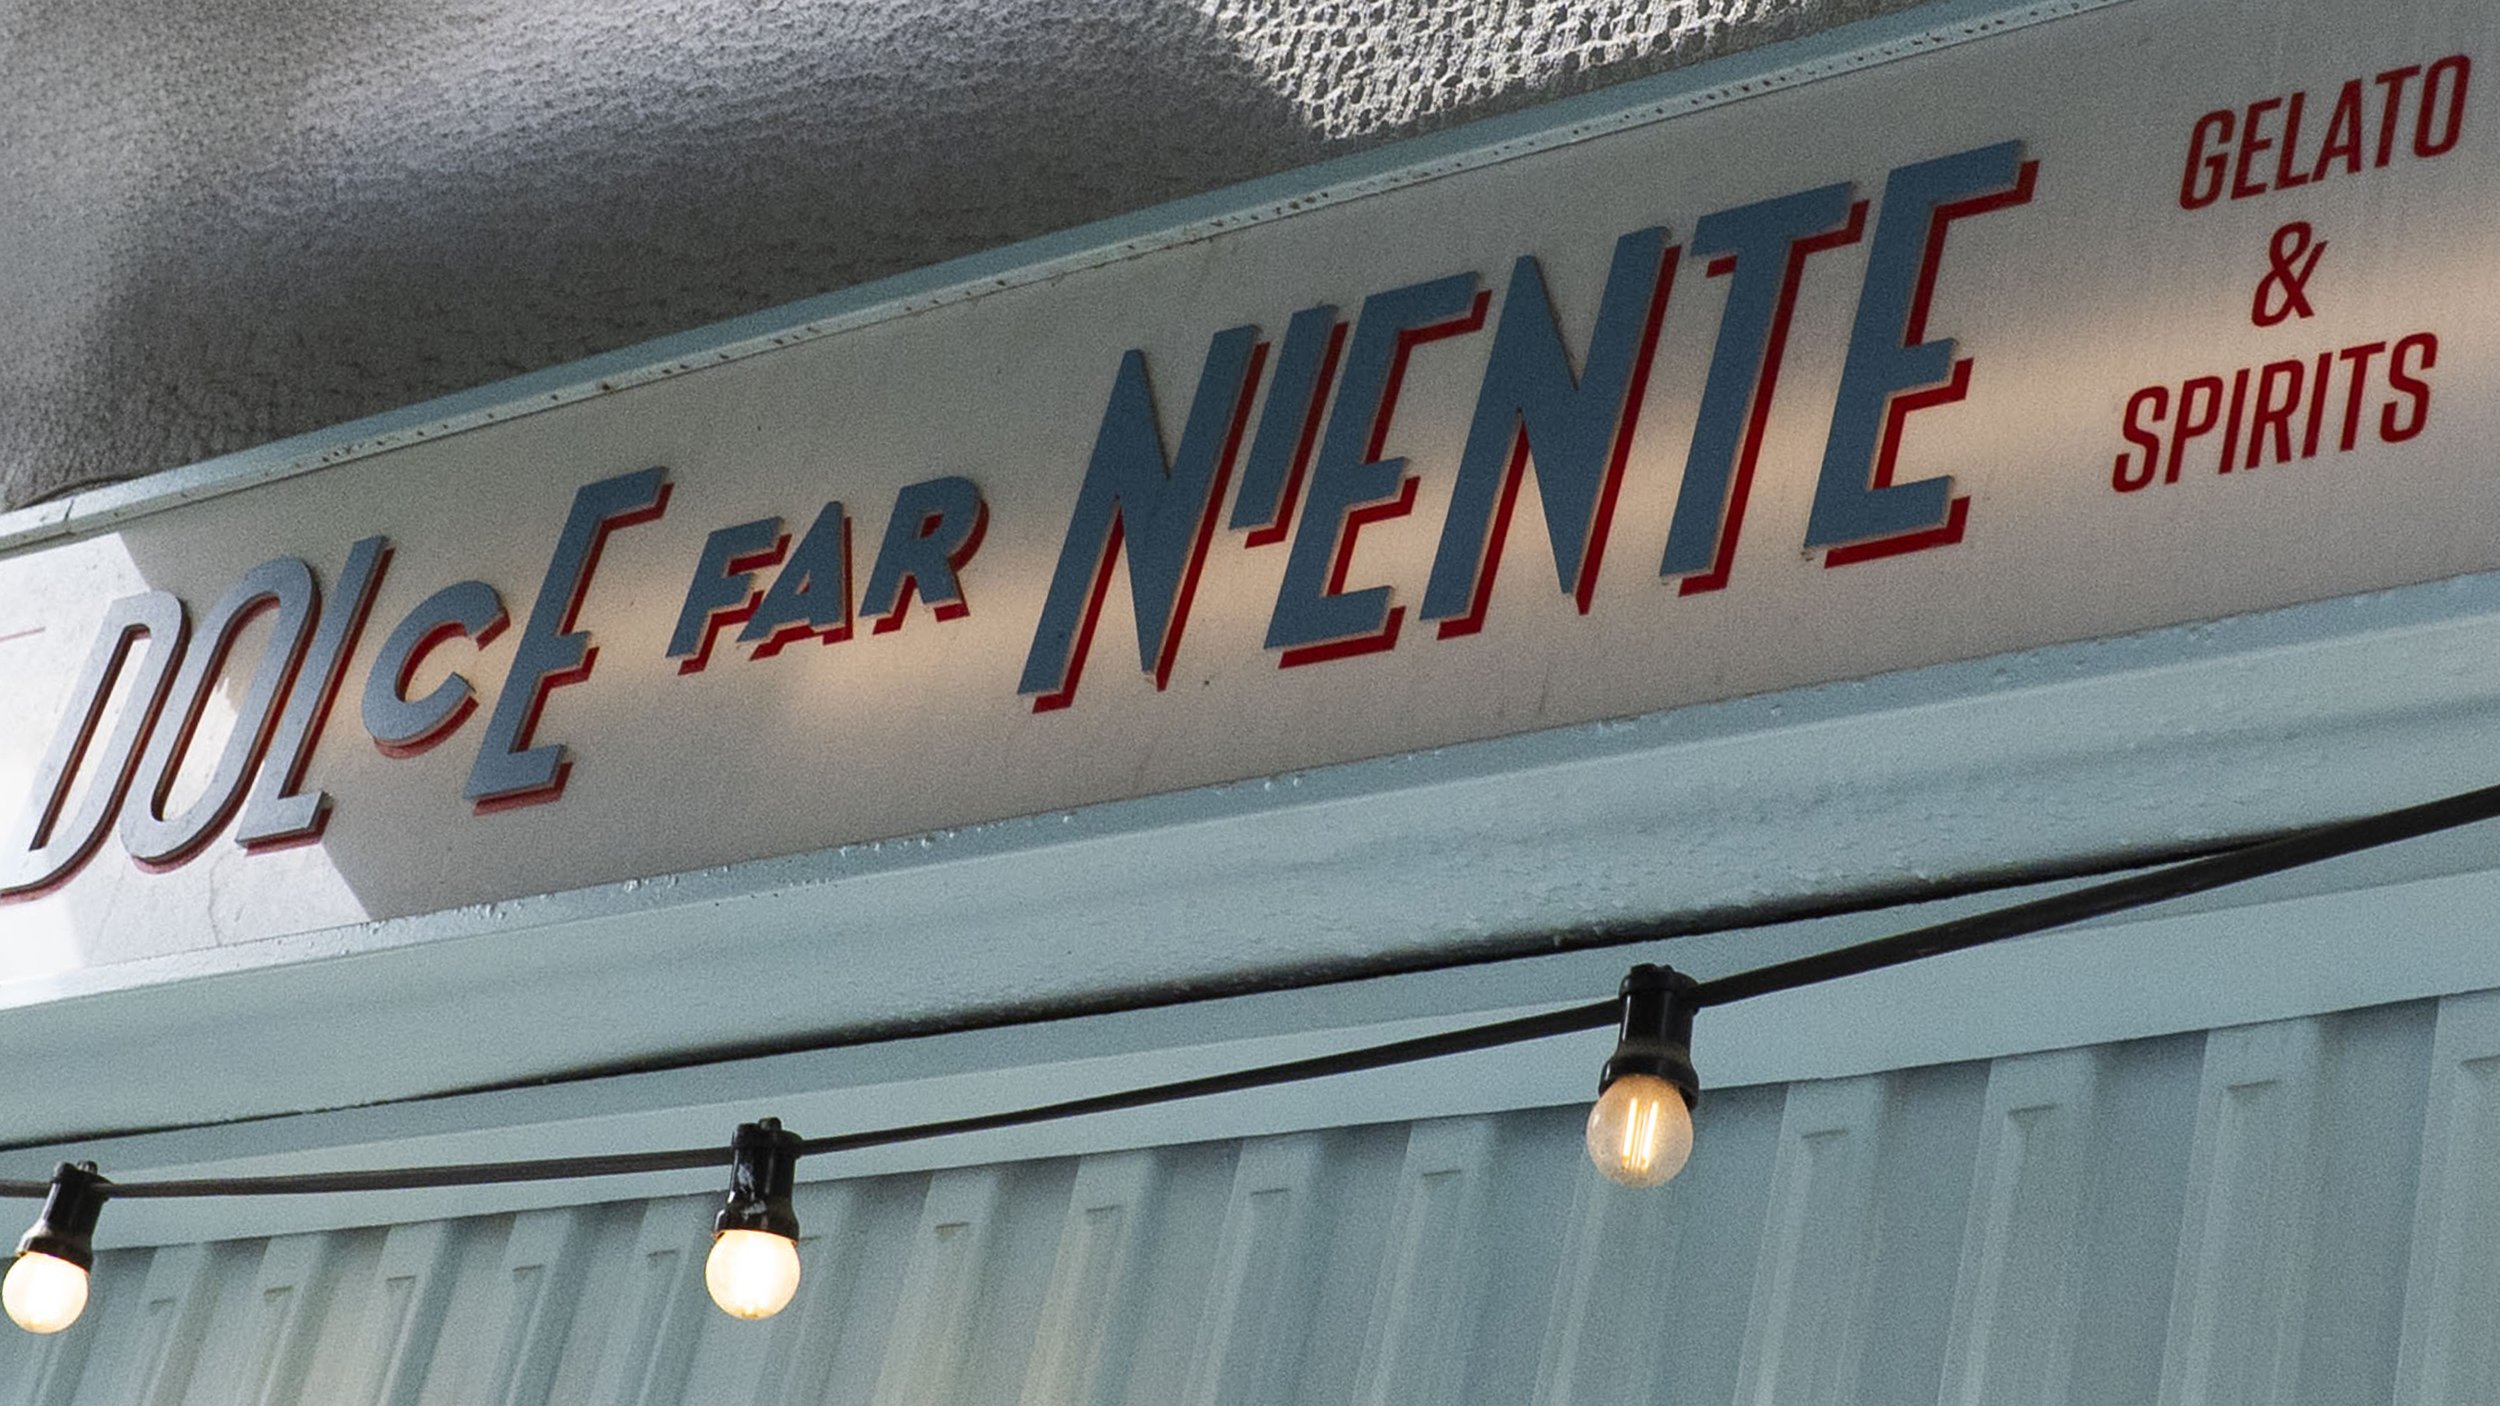 DOLCE FAR NIENTE
GELATO
&
SPIRITS